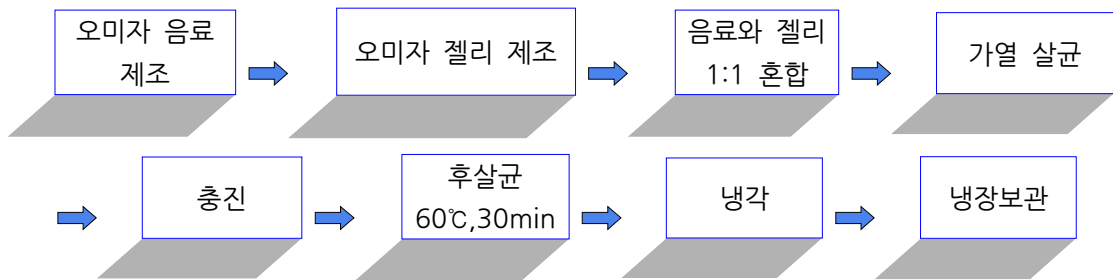 오미자 음료
제조
오미자 젤리 제조
음료와 젤리
1:1 혼합
가열 살균
충진
후살균
60℃,30min
냉각
냉장보관